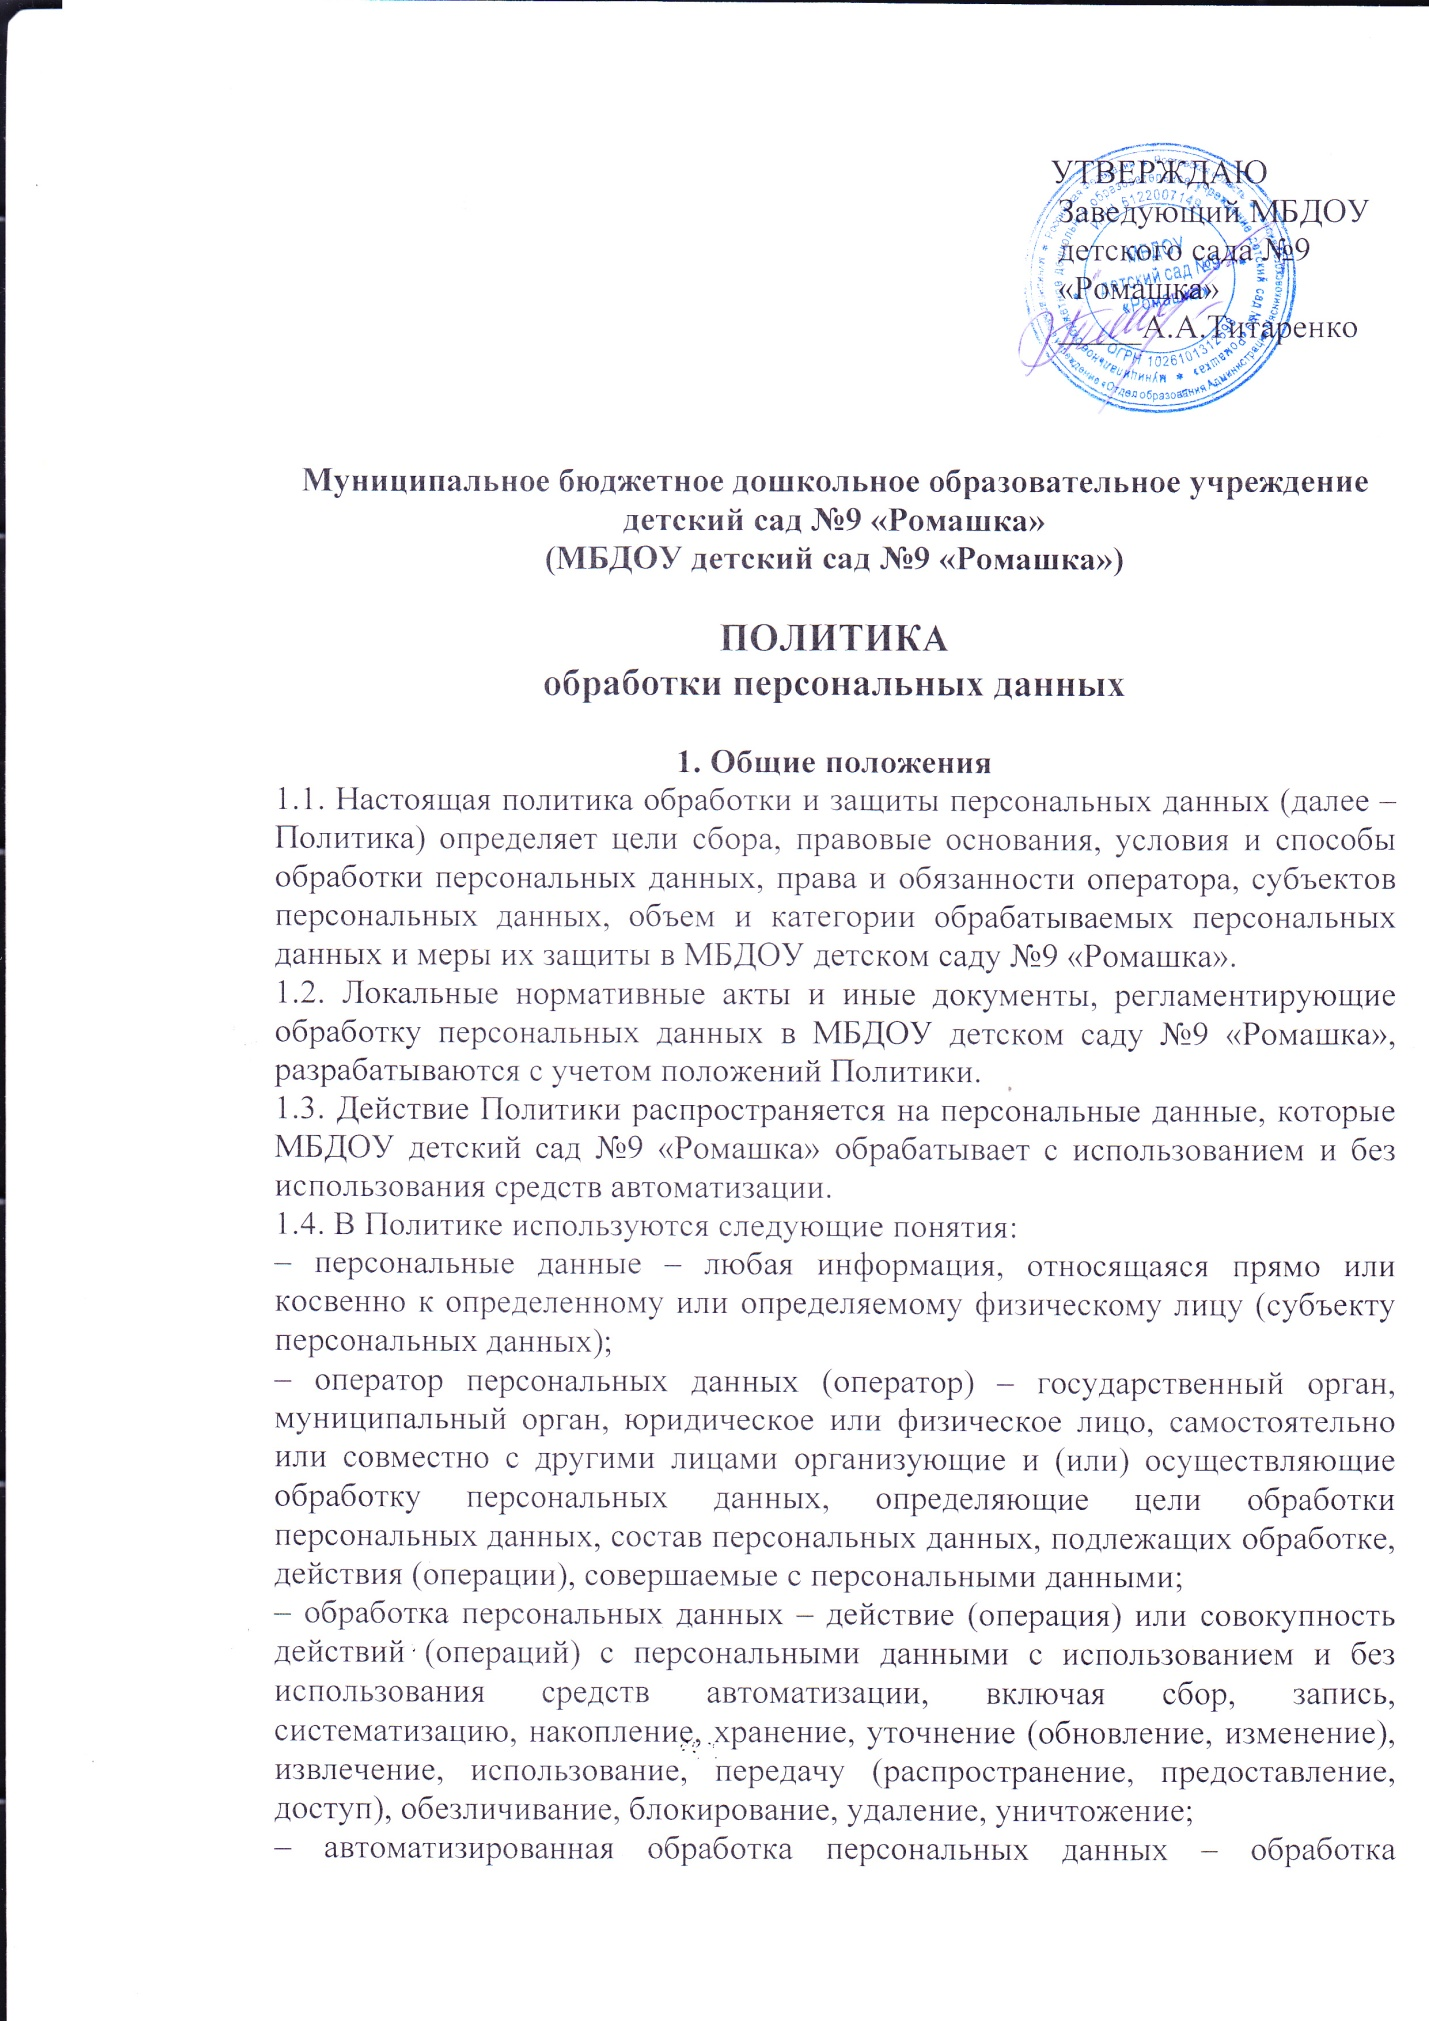 УТВЕРЖДАЮ
Заведующий МБДОУ
детского сада №9
«Ромашка»
_____А.А.Титаренко
МБДОУ
детский сад №9
«Ромашка»
Муниципальное бюджетное дошкольное образовательное учреждение
детский сад №9 «Ромашка»
(МБДОУ детский сад №9 «Ромашка»)
ПОЛИТИКА
обработки персональных данных
1. Общие положения
1.1. Настоящая политика обработки и защиты персональных данных (далее –
Политика) определяет цели сбора, правовые основания, условия и способы
обработки персональных данных, права и обязанности оператора, субъектов
персональных данных, объем и категории обрабатываемых персональных
данных и меры их защиты в МБДОУ детском саду №9 «Ромашка».
1.2. Локальные нормативные акты и иные документы, регламентирующие
обработку персональных данных в МБДОУ детском саду №9 «Ромашка»,
разрабатываются с учетом положений Политики.
1.3. Действие Политики распространяется на персональные данные, которые
МБДОУ детский сад №9 «Ромашка» обрабатывает с использованием и без
использования средств автоматизации.
1.4. В Политике используются следующие понятия:
– персональные данные – любая информация, относящаяся прямо или
косвенно к определенному или определяемому физическому лицу (субъекту
персональных данных);
– оператор персональных данных (оператор) – государственный орган,
муниципальный орган, юридическое или физическое лицо, самостоятельно
или совместно с другими лицами организующие и (или) осуществляющие
обработку персональных данных, определяющие цели обработки
персональных данных, состав персональных данных, подлежащих обработке,
действия (операции), совершаемые с персональными данными;
– обработка персональных данных – действие (операция) или совокупность
действий (операций) с персональными данными с использованием и без
использования средств автоматизации, включая сбор, запись,
систематизацию, накопление, хранение, уточнение (обновление, изменение),
извлечение, использование, передачу (распространение, предоставление,
доступ), обезличивание, блокирование, удаление, уничтожение;
– автоматизированная обработка персональных данных – обработка